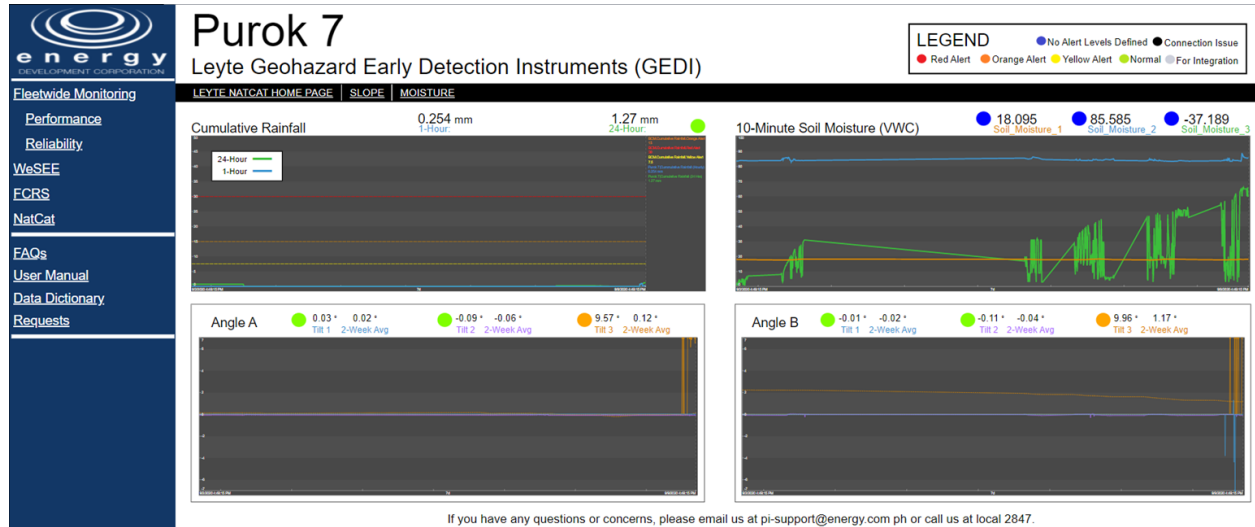 energy
DEVELOPMENT CORPORATION
Fleetwide Monitoring
Performance
Reliability
WeSEE
FCRS
NatCat
FAQs
User Manual
Data Dictionary
Requests
Purok 7
Leyte Geohazard Early Detection Instruments (GEDI)
LEGEND
No Alert Levels Defined
Connection Issue
Red Alert
Orange Alert
Yellow Alert
Normal
For Integration
LEYTE NATCAT HOME PAGE
SLOPE
MOISTURE
Cumulative Rainfall
0.254 mm
1-Hour:
1.27 mm
24-Hour:
24-Hour
1-Hour
10-Minute Soil Moisture (VWC)
18.095
Soil_Moisture_1
85.585
Soil_Moisture_2
-37.189
Soil_Moisture_3
Angle A
0.03 ° 0.02 °
Tilt 1 2-Week Avg
-0.09 ° -0.06 °
Tilt 2 2-Week Avg
9.57 ° 0.12 °
Tilt 3 2-Week Avg
Angle B
-0.01 ° -0.02 °
Tilt 1 2-Week Avg
-0.11 ° -0.04 °
Tilt 2 2-Week Avg
9.96 ° 1.17 °
Tilt 3 2-Week Avg
If you have any questions or concerns, please email us at pi-support@energy.com ph or call us at local 2847.